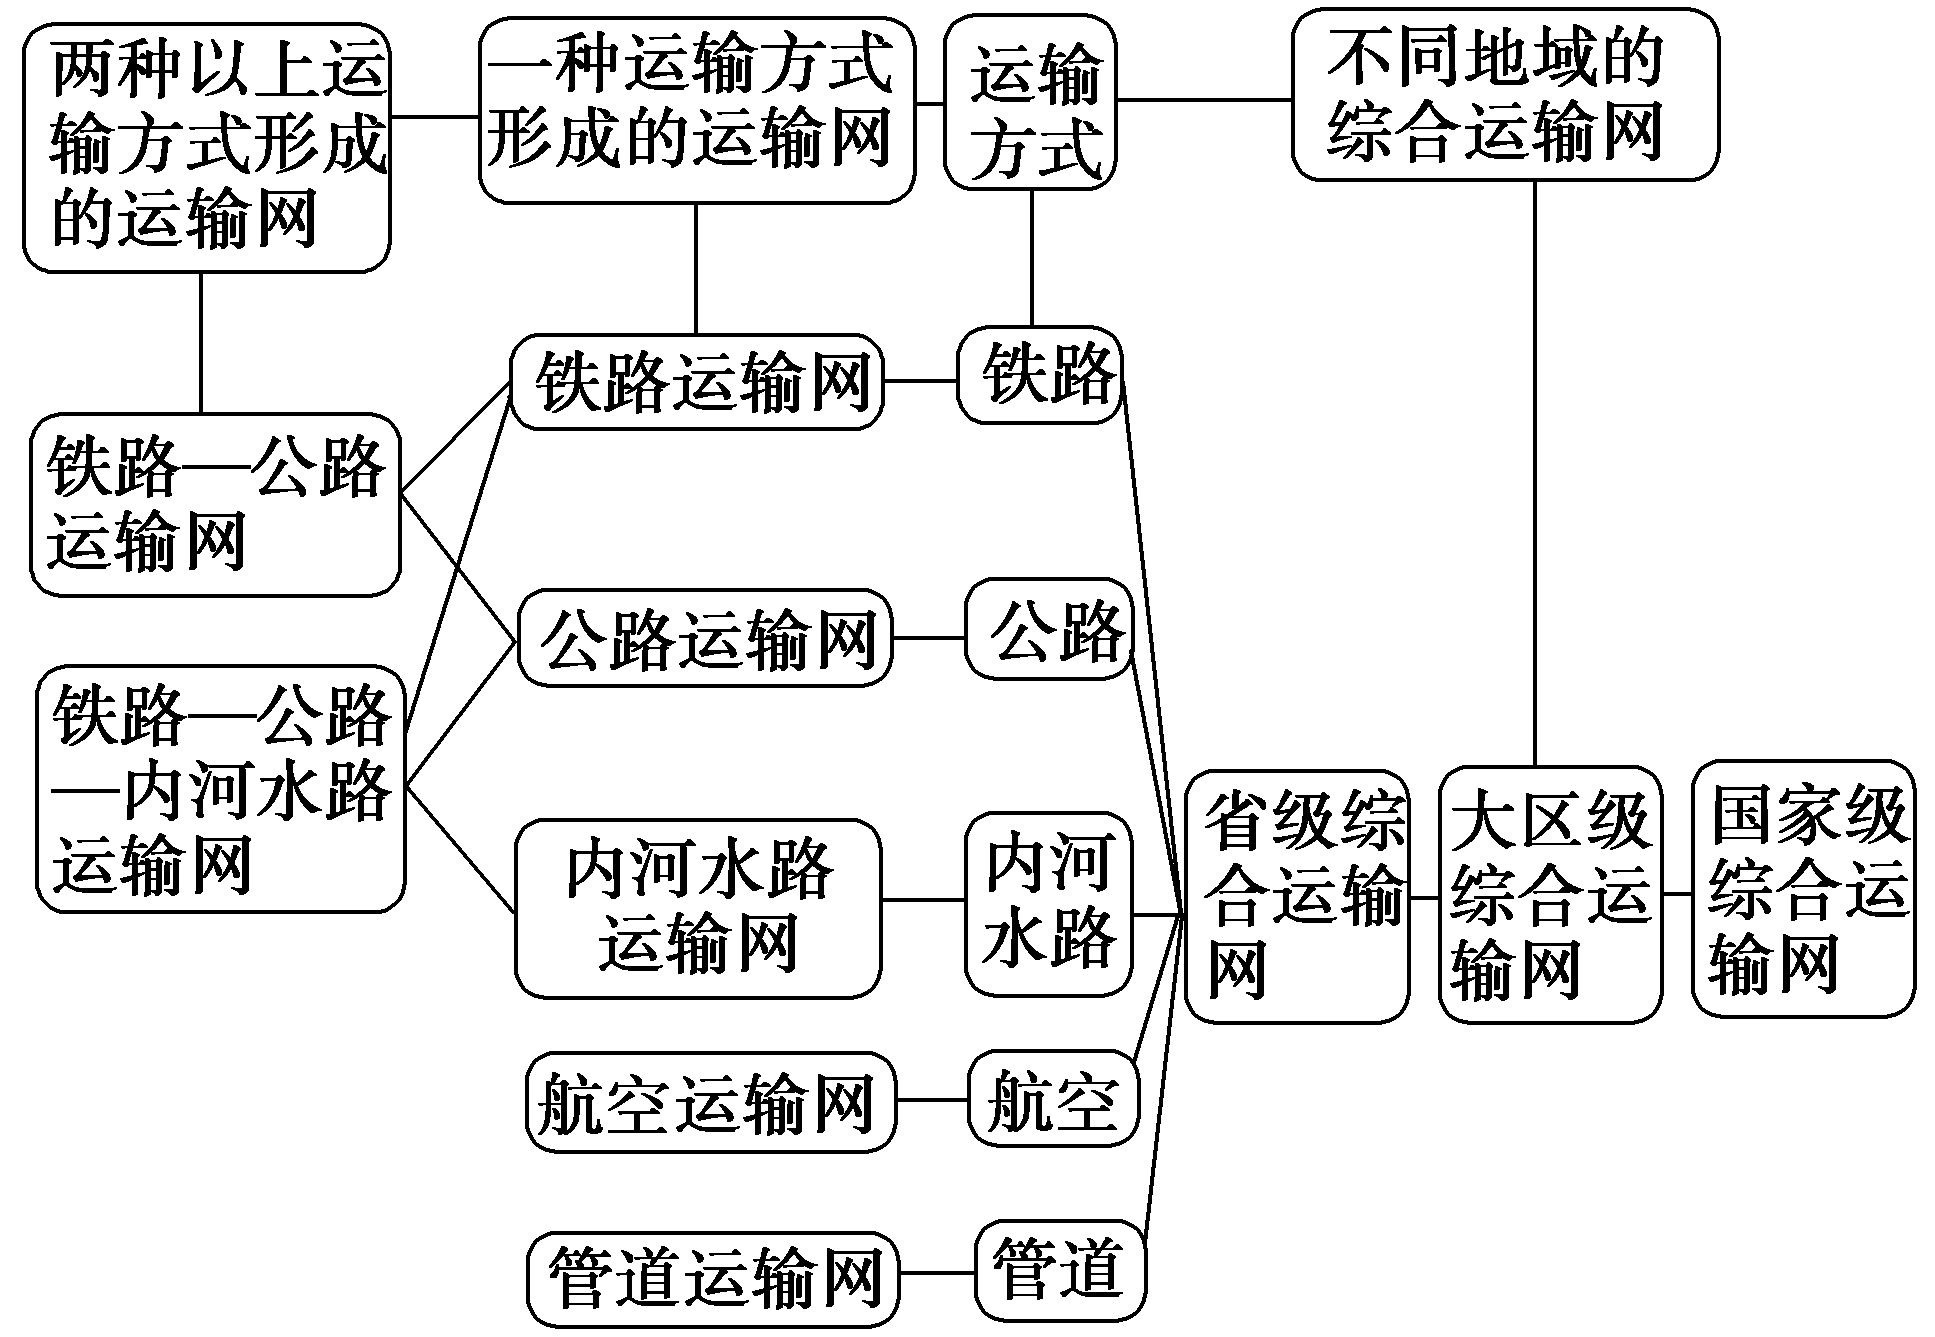 两种以上运
输方式形成
的运输网
一种运输方式
形成的运输网
运输
方式
不同地域的
综合运输网
铁路运输网
铁路
铁路—公路
运输网
公路运输网
公路
铁路—公路
—内河水路
运输网
内河水路
运输网
内河
水路
省级综
合运输
网
大区级
综合运
输网
国家级
综合运
输网
航空运输网
航空
管道运输网
管道